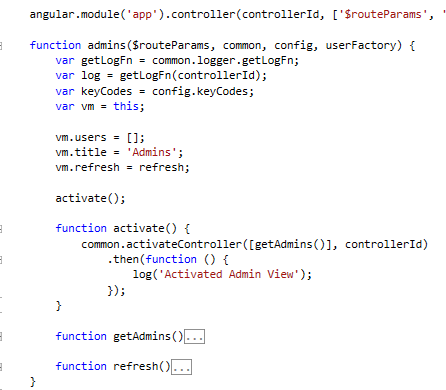 angular.module('app').controller(controllerId, ['$routeParams', '
function admins($routeParams, common, config, userFactory) {
    var getLogFn = common.logger.getLogFn;
    var log = getLogFn(controllerId);
    var keyCodes = config.keyCodes;
    var vm = this;
    vm.users = [];
    vm.title = 'Admins';
    vm.refresh = refresh;
    activate();
    function activate() {
        common.activateController([getAdmins()], controllerId)
            .then(function () {
                log('Activated Admin View');
            });
    }
    function getAdmins()...
    function refresh()...
}